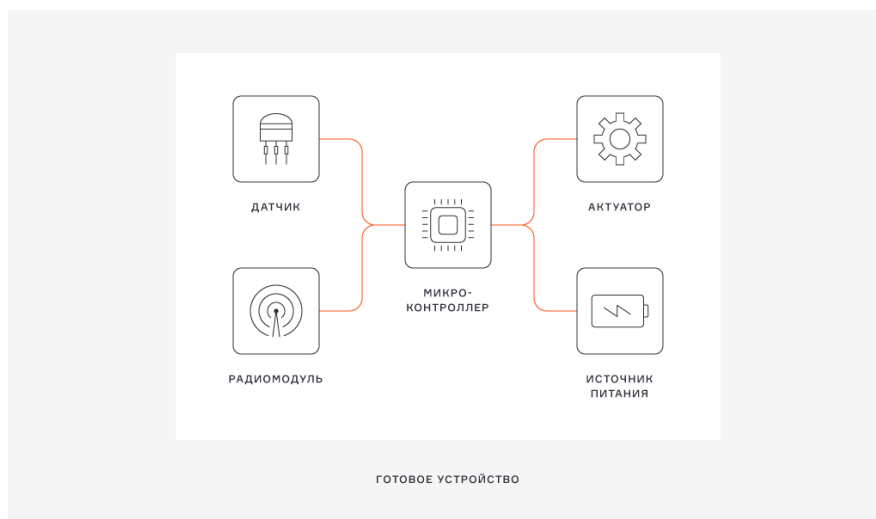 ДАТЧИК
АКТУАТОР
МИКРО-
КОНТРОЛЛЕР
РАДИОМОДУЛЬ
ИСТОЧНИК
ПИТАНИЯ
ГОТОВОЕ УСТРОЙСТВО